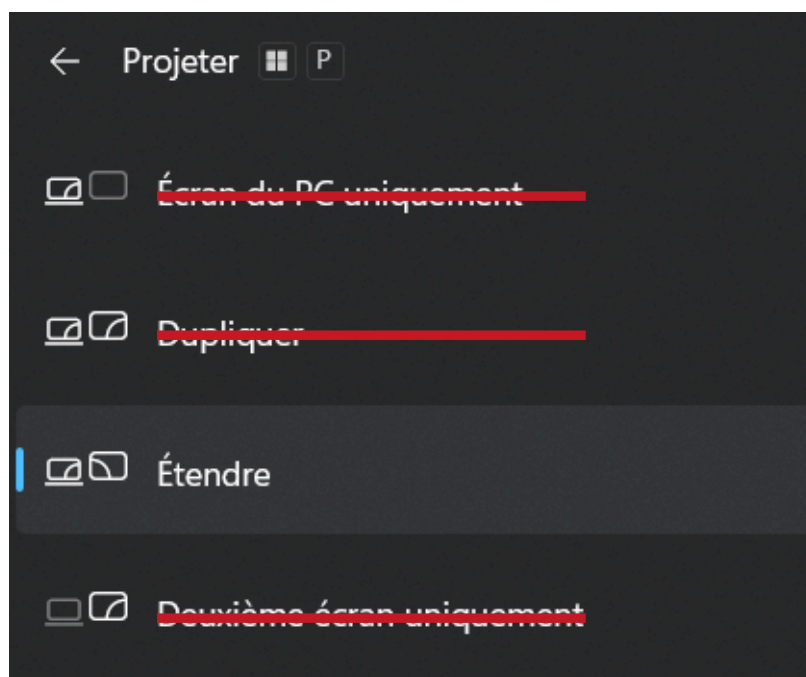 Projeter P
Écran du PC uniquement
Dupliquer
Étendre
Deuxième écran uniquement